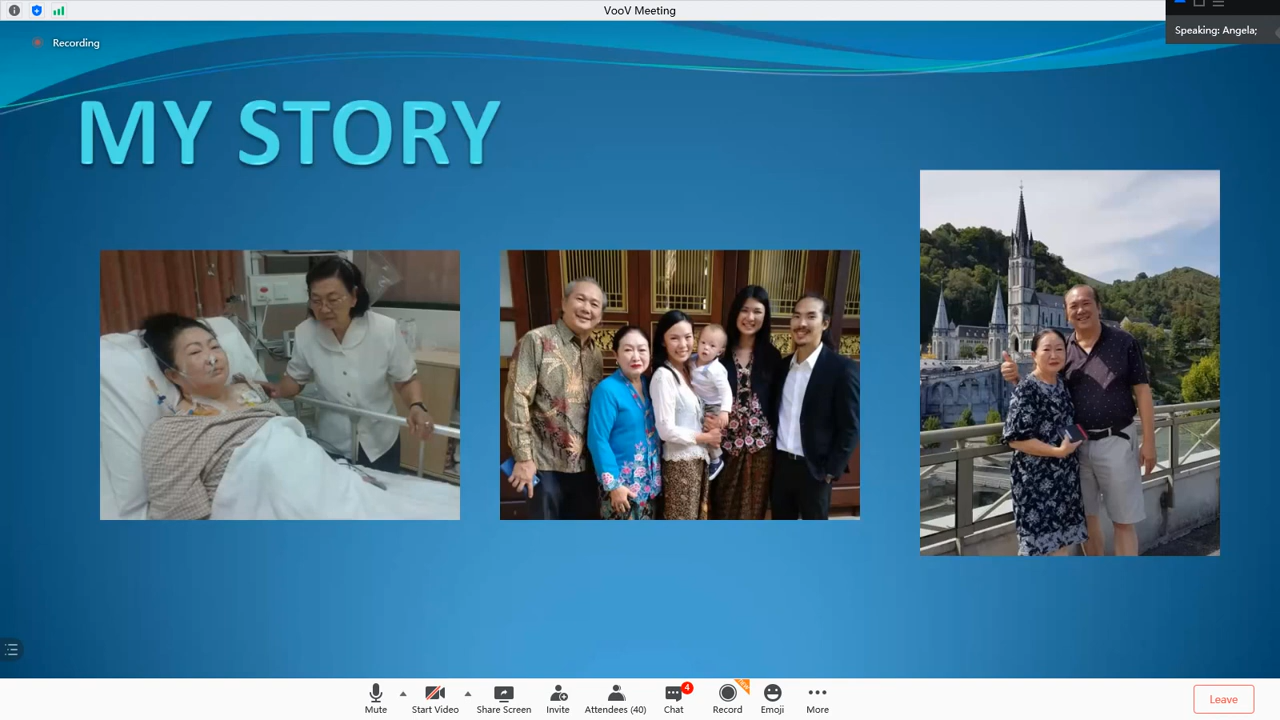 VooV Meeting
Speaking: Angela;
Recording
MY STORY
Mute
Start Video
Share Screen
Invite
Attendees (40)
Chat
4
Record
Emoji
More
Leave